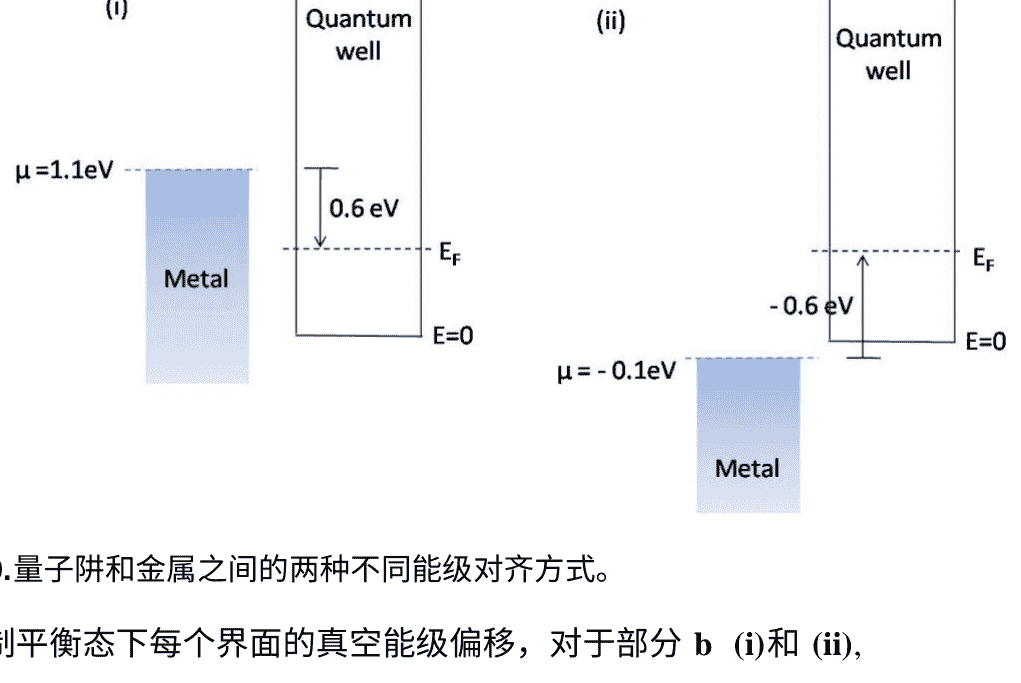 (i)
Quantum
well
μ =1.1eV
0.6 eV
E_F
Metal
E=0
(ii)
Quantum
well
E_F
- 0.6 eV
E=0
μ = - 0.1eV
Metal
.量子阱和金属之间的两种不同能级对齐方式。
制平衡态下每个界面的真空能级偏移，对于部分 b (i)和 (ii),